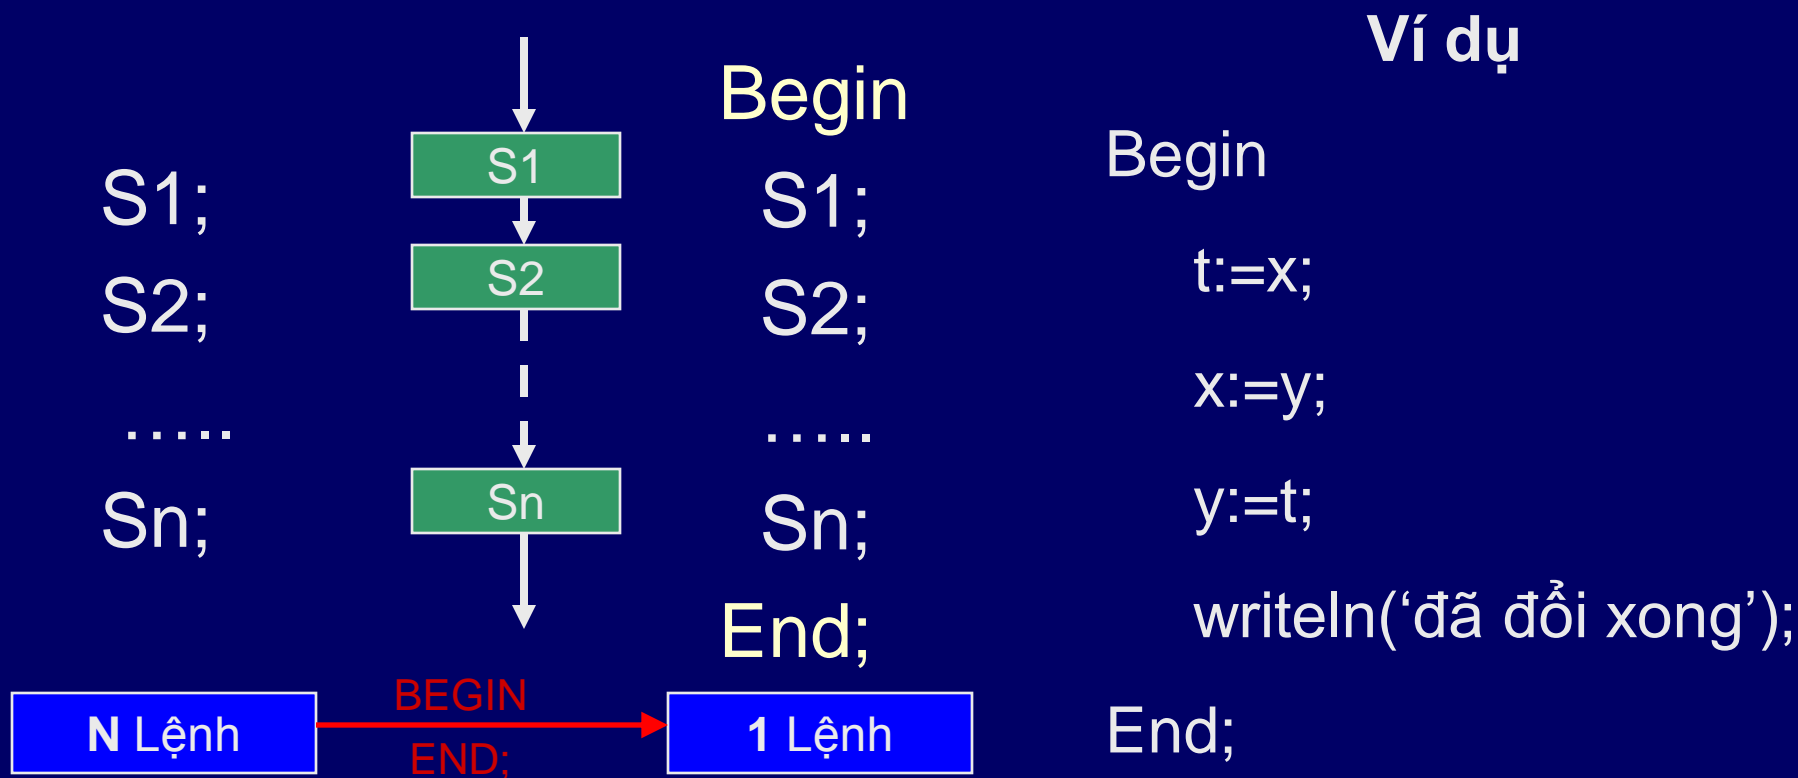 S1;
S2;
…..
Sn;
S1
S2
Sn
Begin
S1;
S2;
…..
Sn;
End;
N Lệnh
BEGIN
END;
1 Lệnh
Ví dụ
Begin
t:=x;
x:=y;
y:=t;
writeln(‘đã đổi xong’);
End;